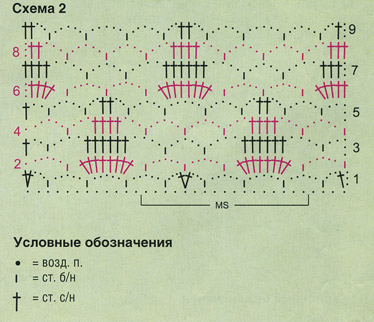 Схема 2
9
8
7
6
5
4
3
2
1
MS
Условные обозначения
• = возд. п.
= ст. б/н
= ст. с/н